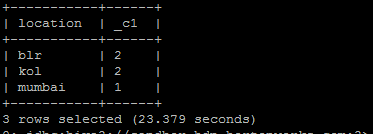 +-----------+------+
| location | _c1 |
+-----------+------+
| blr | 2
| kol | 2
| mumbai | 1
+-----------+------+
3 rows selected (23.379 seconds)